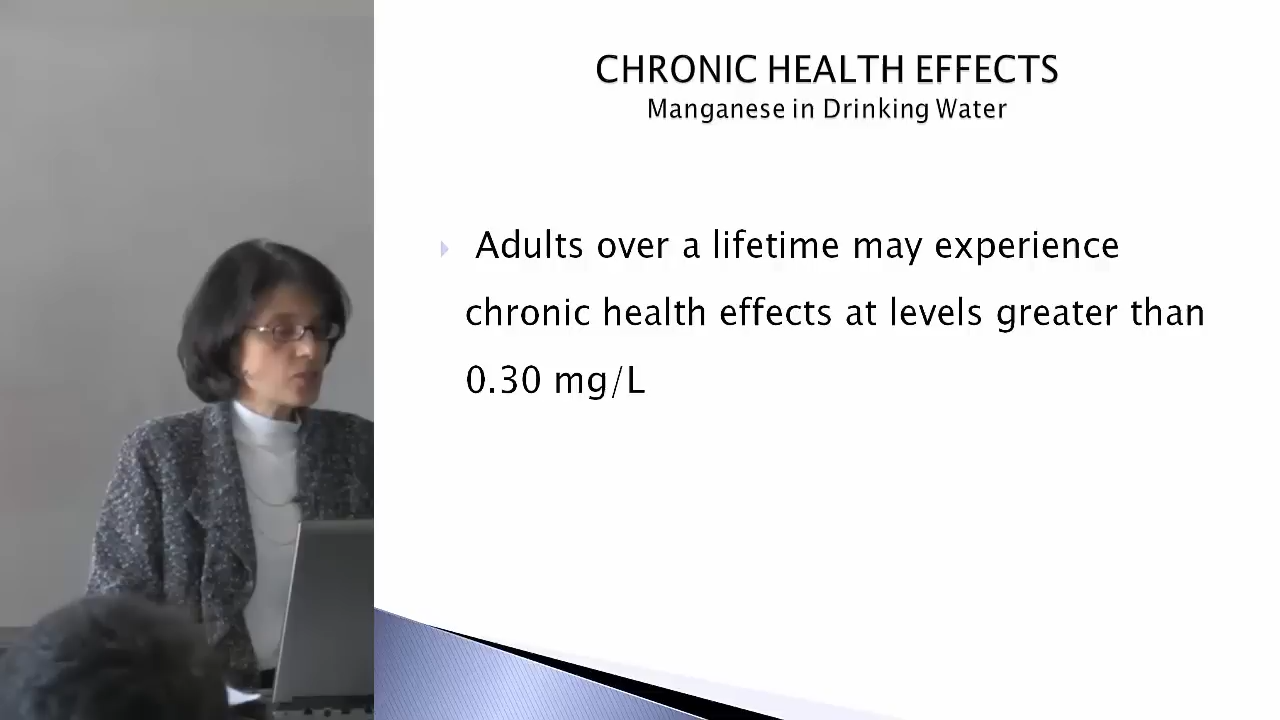 CHRONIC HEALTH EFFECTS
Manganese in Drinking Water
Adults over a lifetime may experience
chronic health effects at levels greater than
0.30 mg/L